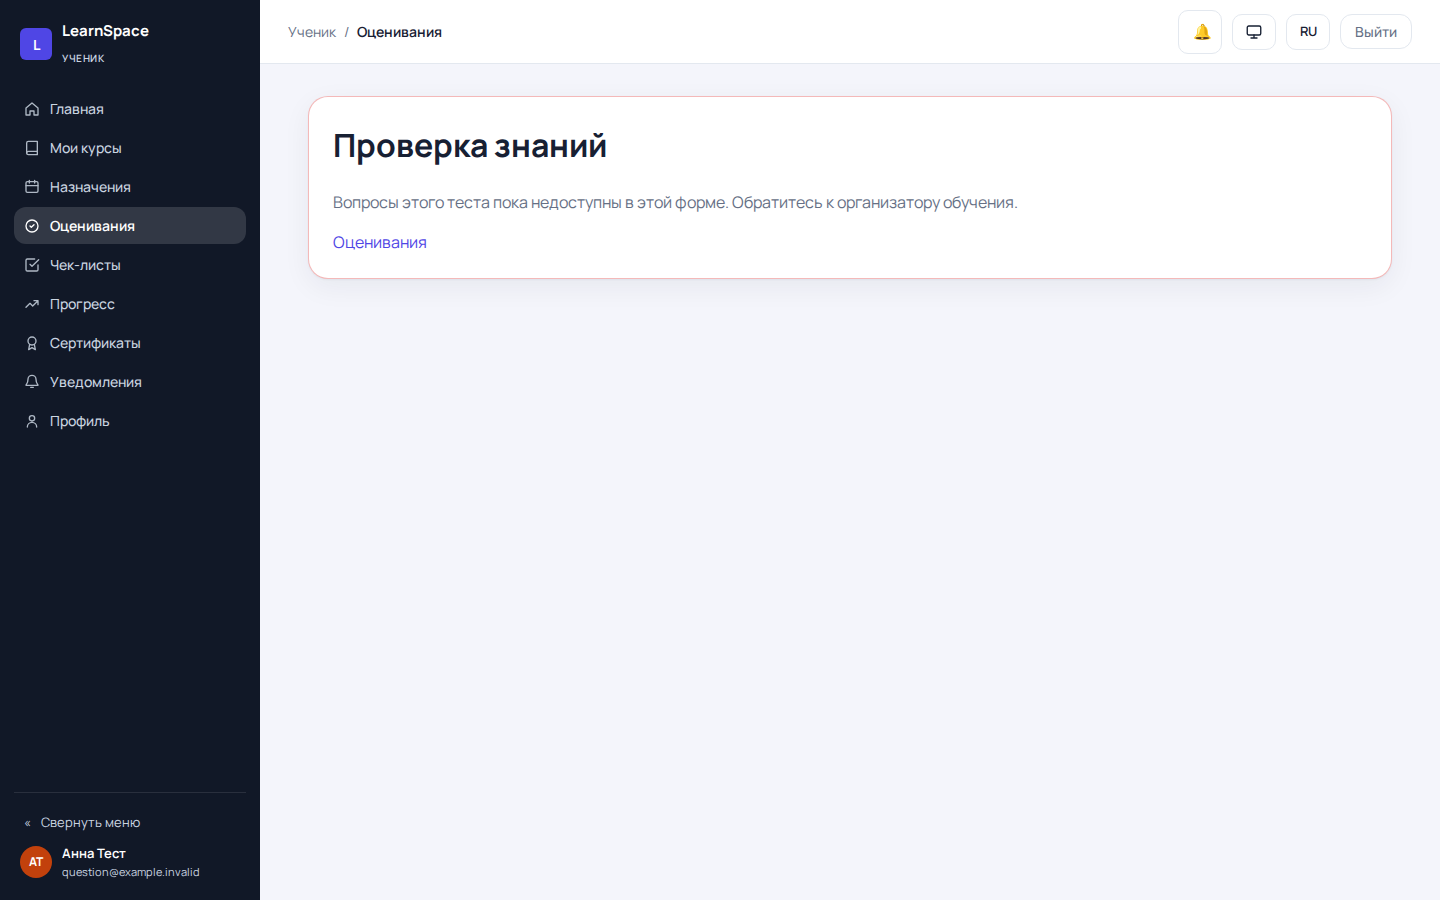 L
LearnSpace
УЧЕНИК
Главная
Мои курсы
Назначения
Оценивания
Чек-листы
Прогресс
Сертификаты
Уведомления
Профиль
« Свернуть меню
АТ
Анна Тест
question@example.invalid
Ученик / Оценивания
RU
Выйти
Проверка знаний
Вопросы этого теста пока недоступны в этой форме. Обратитесь к организатору обучения.
Оценивания